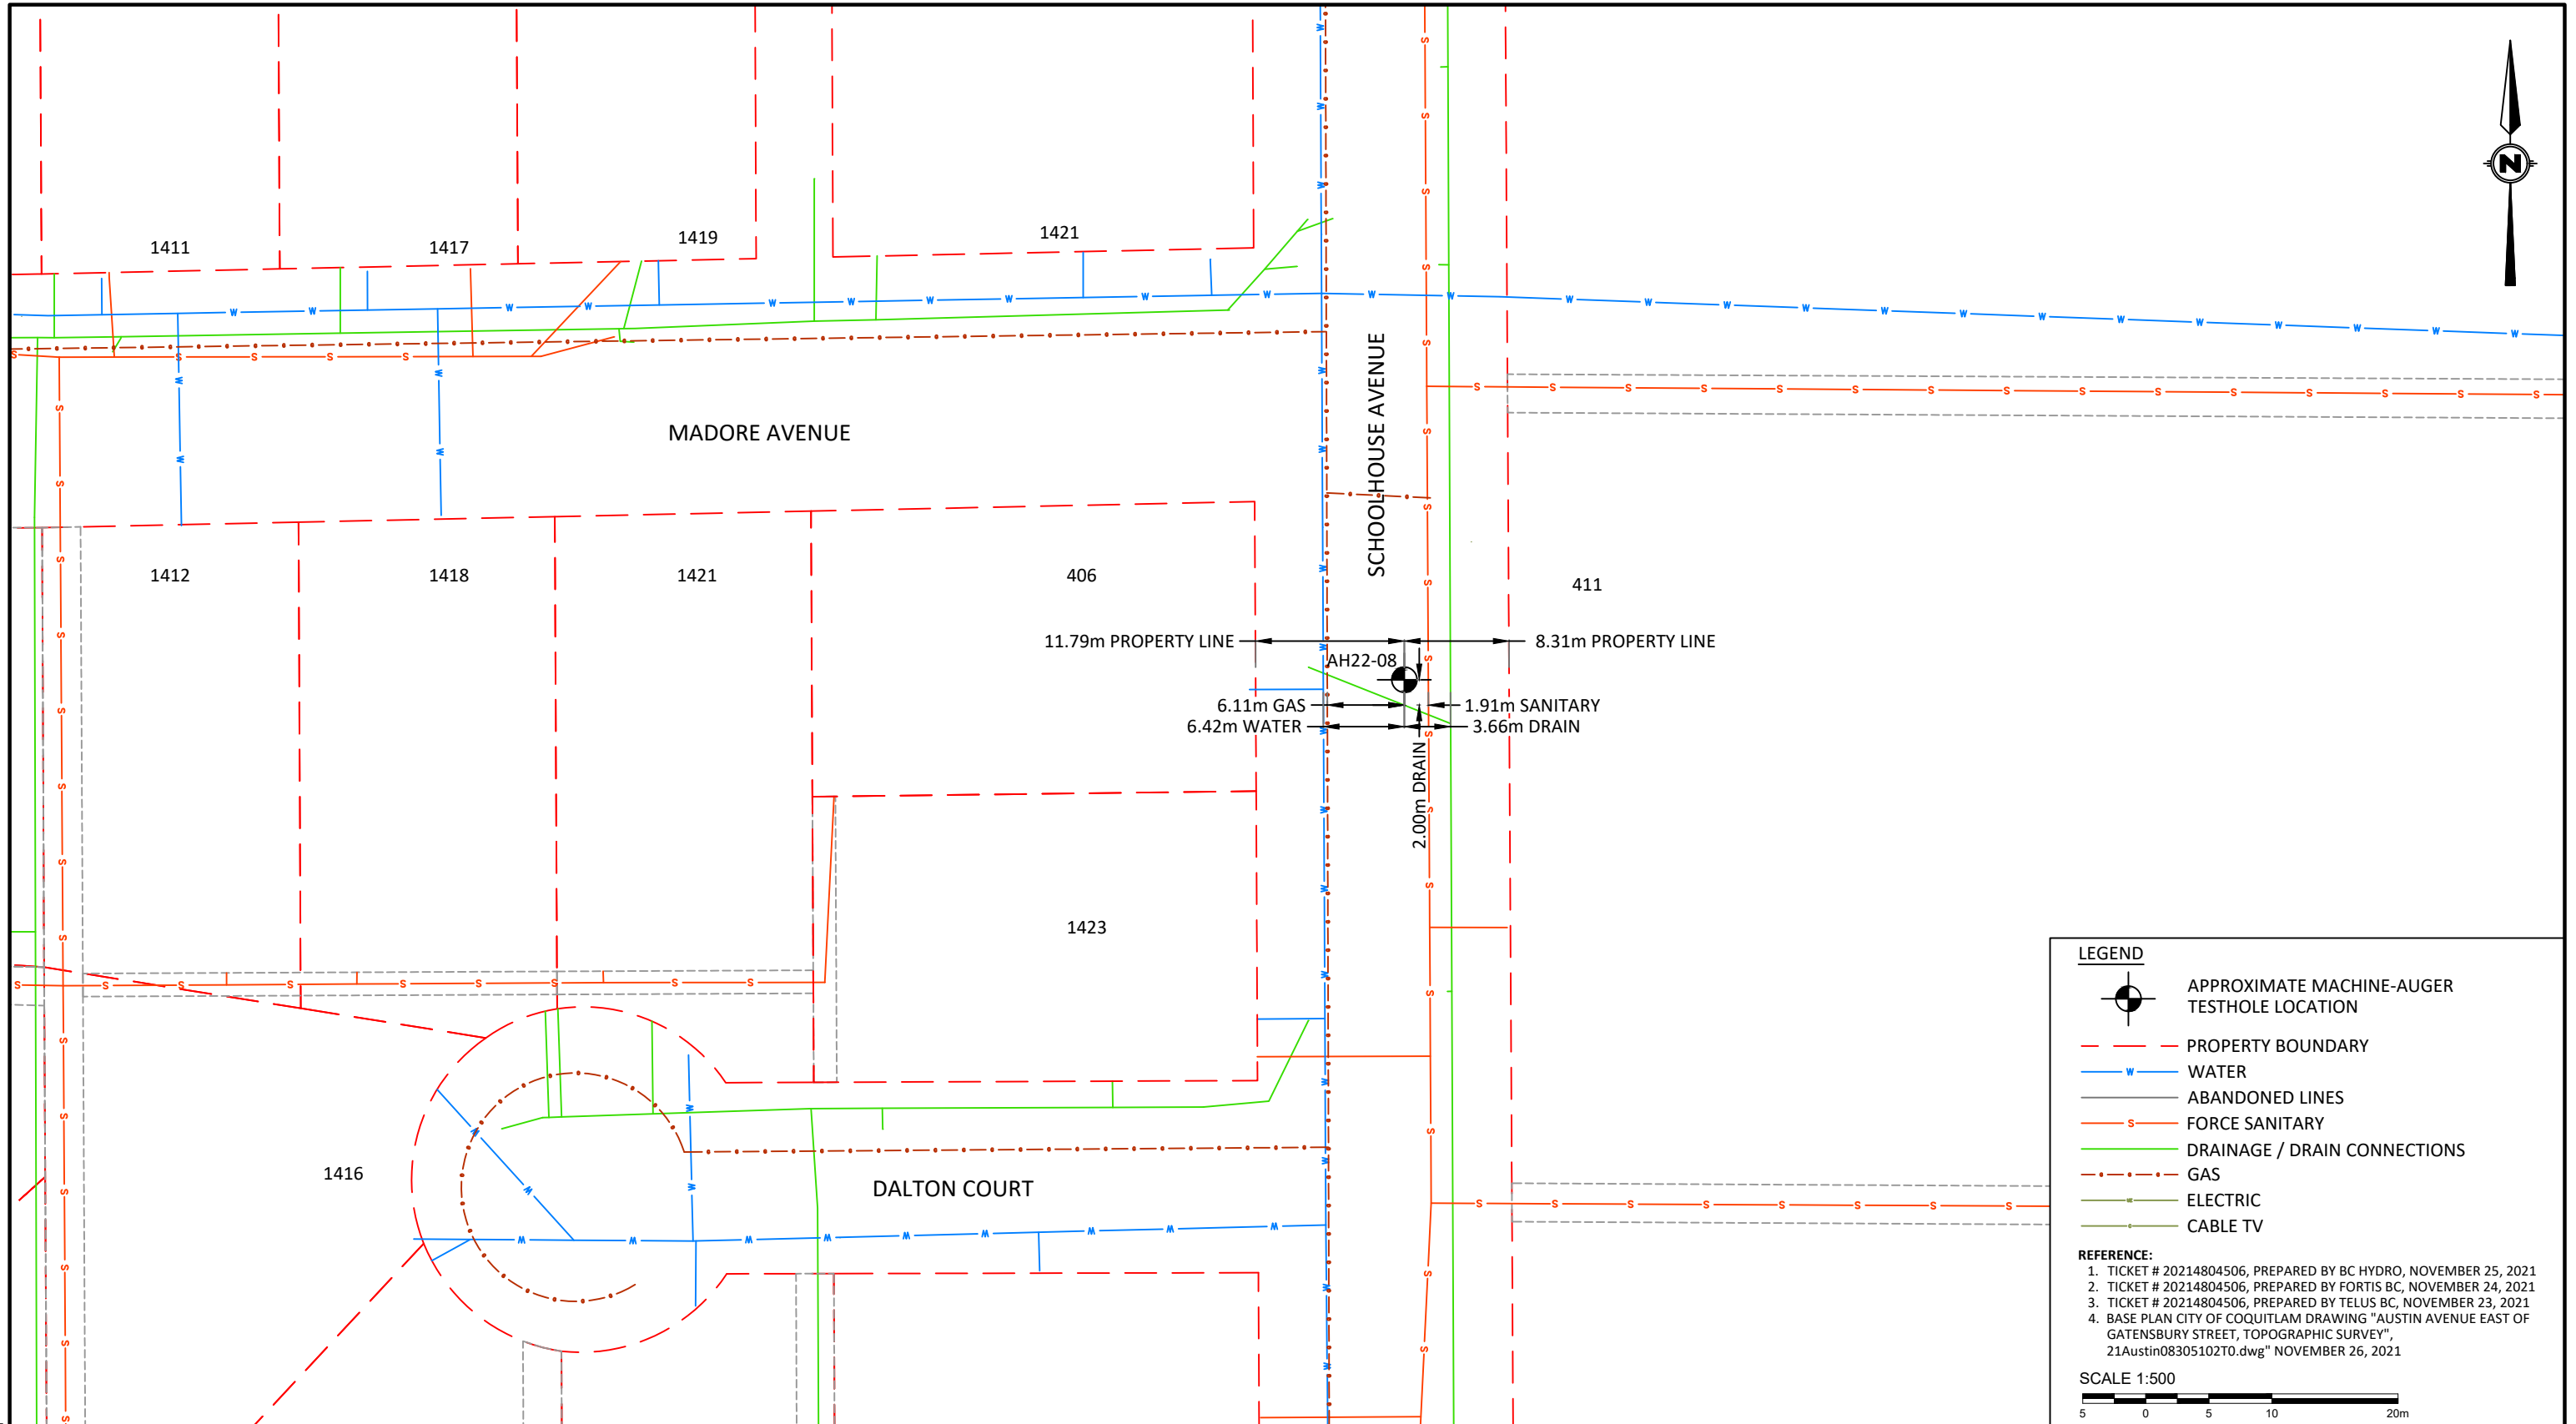 N
1411
1417
1419
1421
MADORE AVENUE
SCHOOLHOUSE AVENUE
1412
1418
1421
406
411
11.79m PROPERTY LINE
8.31m PROPERTY LINE
AH22-08
6.11m GAS
1.91m SANITARY
6.42m WATER
3.66m DRAIN
2.00m DRAIN
1423
1416
DALTON COURT
LEGEND
APPROXIMATE MACHINE-AUGER
TESTHOLE LOCATION
PROPERTY BOUNDARY
W WATER
ABANDONED LINES
S FORCE SANITARY
DRAINAGE / DRAIN CONNECTIONS
GAS
ELECTRIC
CABLE TV
REFERENCE:
1. TICKET # 20214804506, PREPARED BY BC HYDRO, NOVEMBER 25, 2021
2. TICKET # 20214804506, PREPARED BY FORTIS BC, NOVEMBER 24, 2021
3. TICKET # 20214804506, PREPARED BY TELUS BC, NOVEMBER 23, 2021
4. BASE PLAN CITY OF COQUITLAM DRAWING "AUSTIN AVENUE EAST OF
GATENSBURY STREET, TOPOGRAPHIC SURVEY",
21Austin08305102T0.dwg" NOVEMBER 26, 2021
SCALE 1:500
5 0 5 10 20m